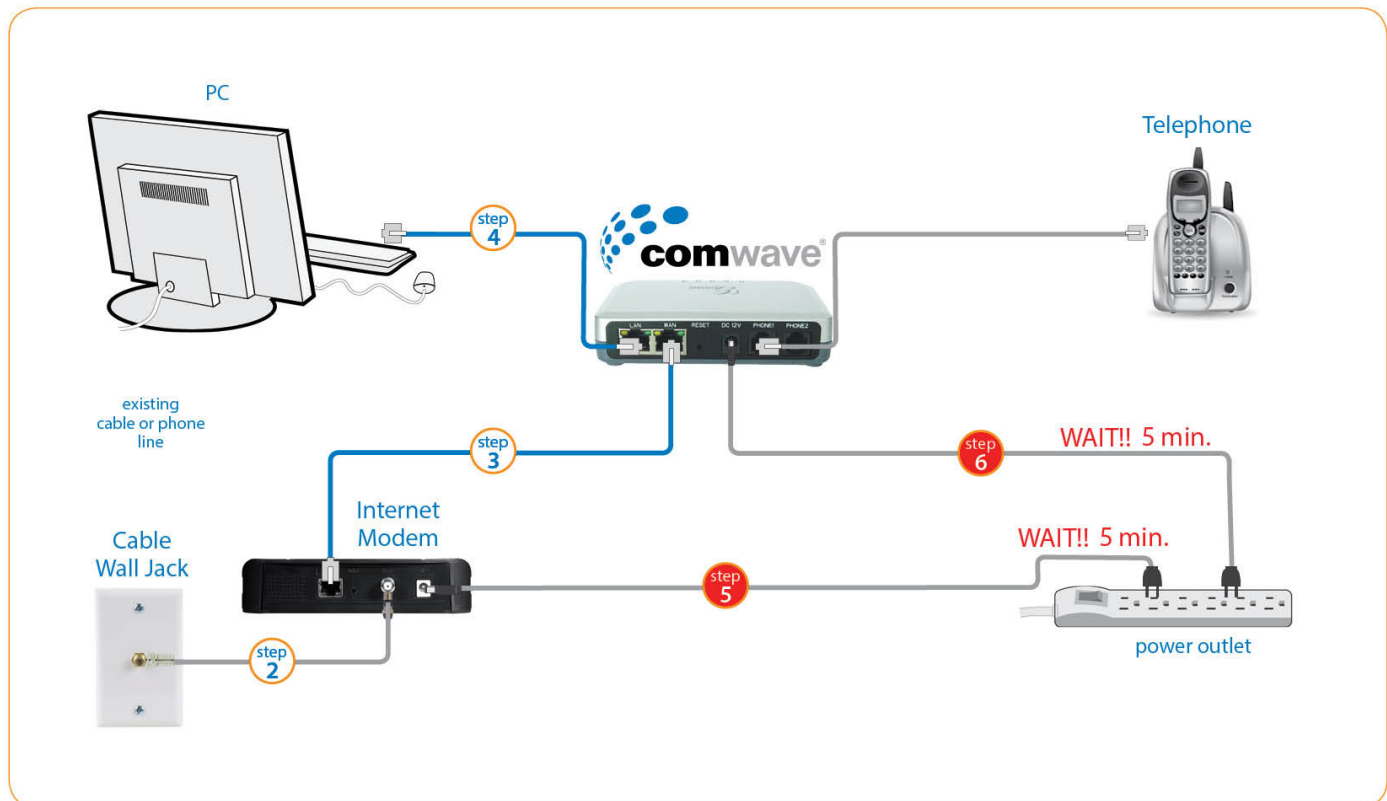 PC
Telephone
step
4
comwave®
LAN WAN RESET DC 12V PHONE1 PHONE2
existing
cable or phone
line
step
3
WAIT!! 5 min.
step
6
Internet
Modem
Cable
Wall Jack
WAIT!! 5 min.
step
5
power outlet
step
2